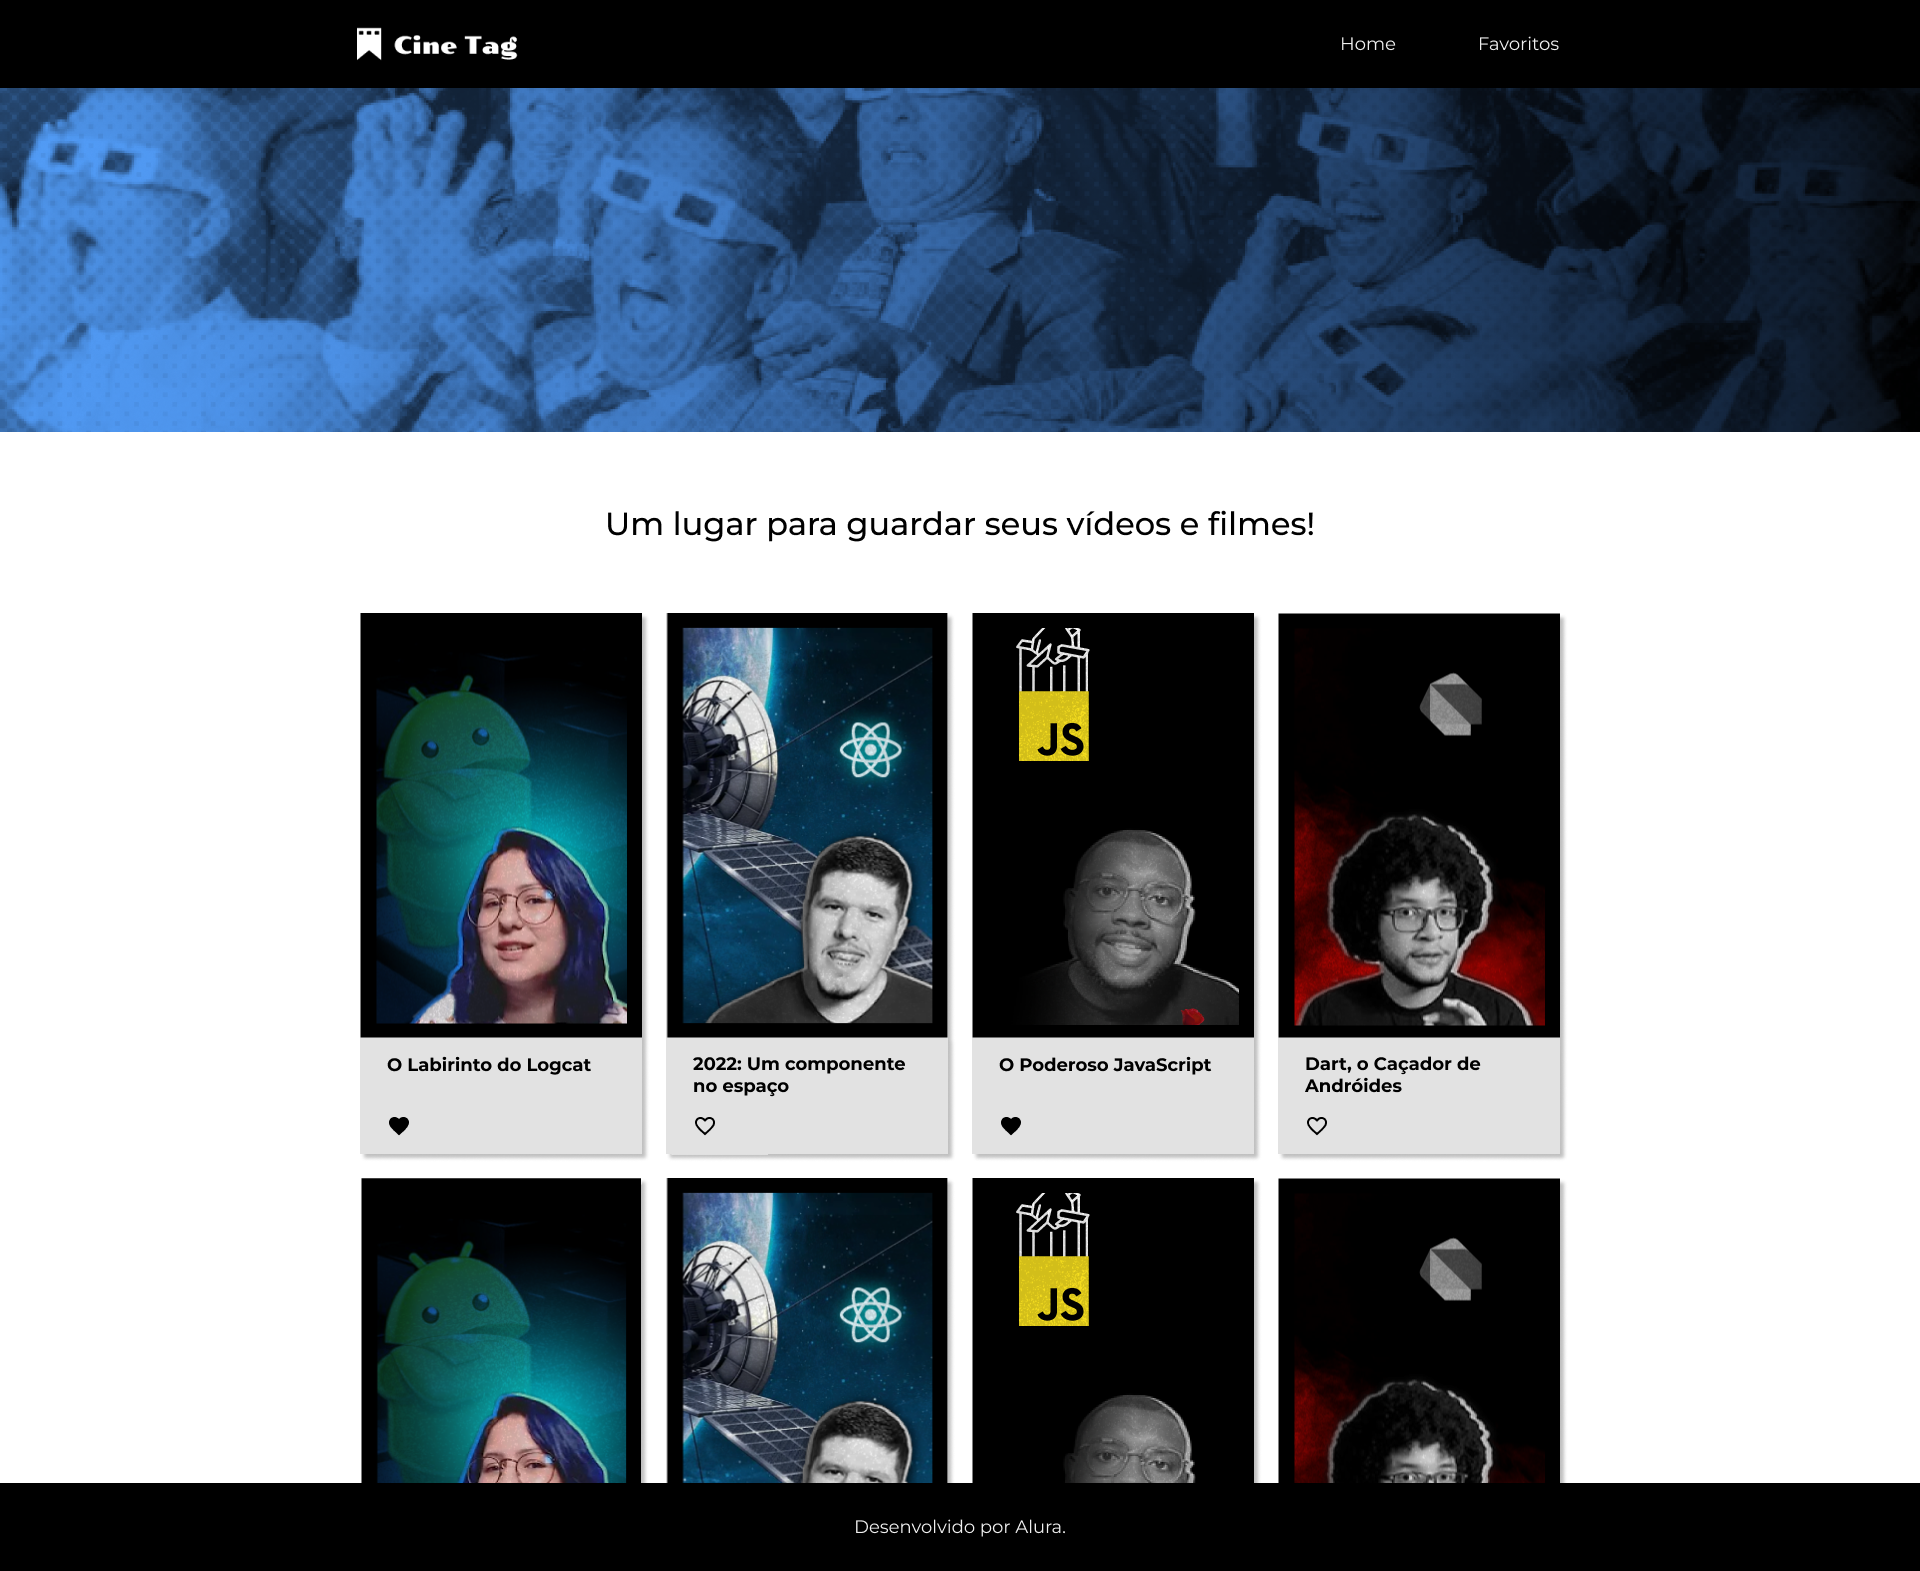 Cine Tag
Home
Favoritos
Um lugar para guardar seus vídeos e filmes!
JS
O Labirinto do Logcat
2022: Um componente
no espaço
O Poderoso JavaScript
Dart, o Caçador de
Andróides
JS
Desenvolvido por Alura.